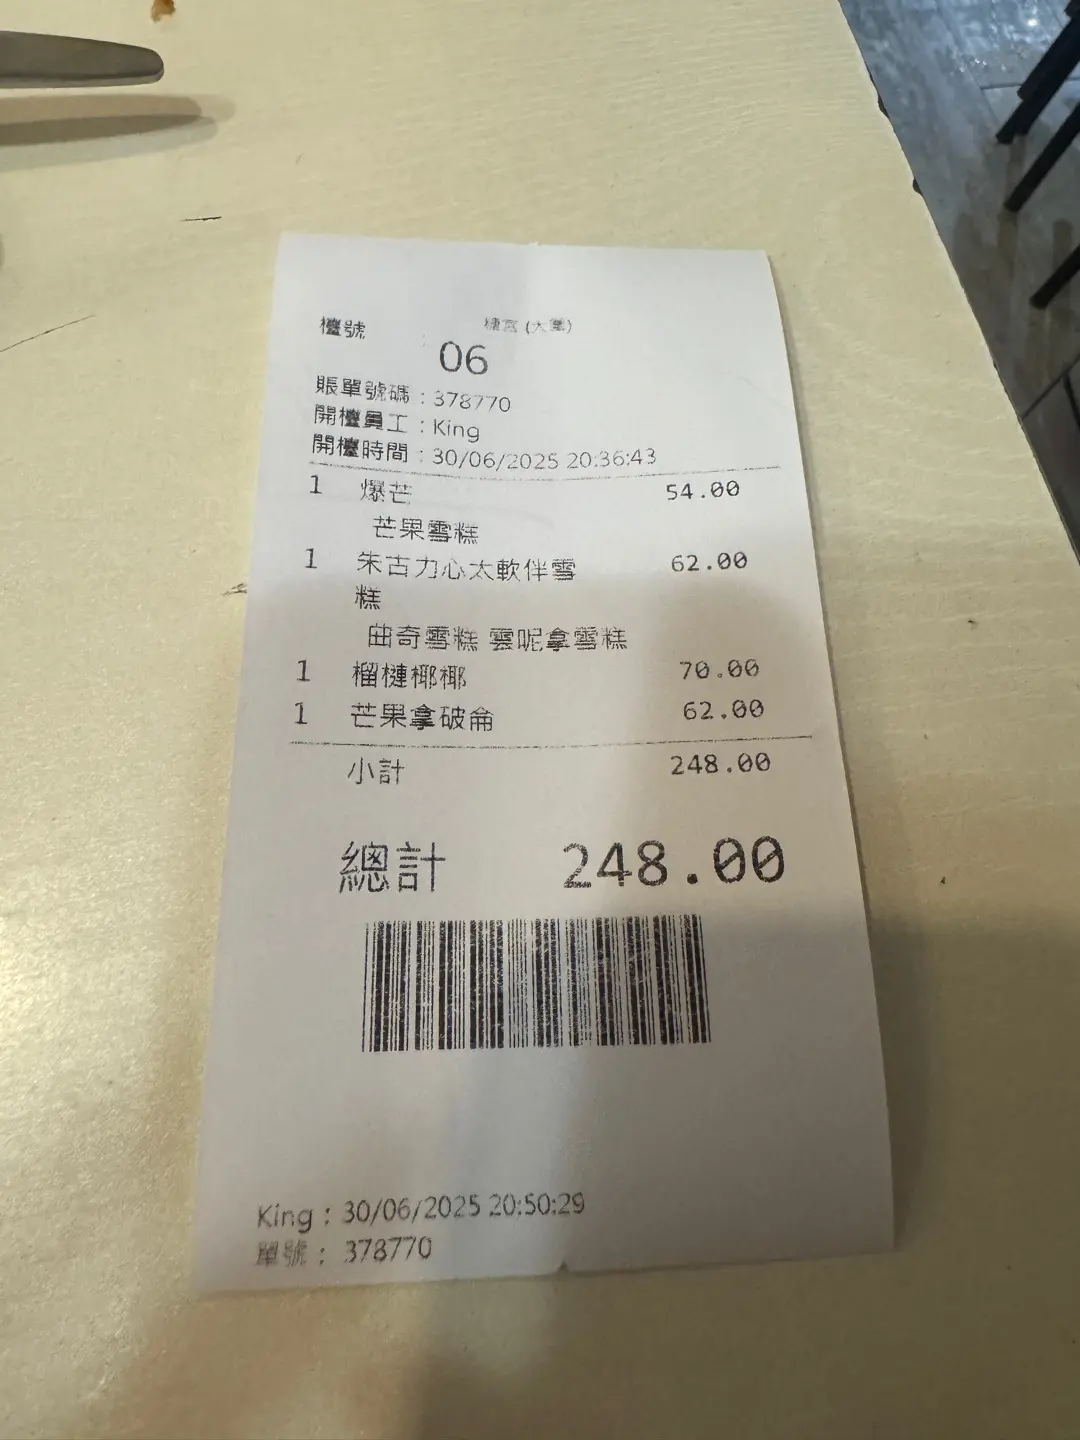 檯號
糖宮 (大圍)
06
賬單號碼：378770
開檯員工：King
開檯時間：30/06/2025 20:36:43
1 爆芒 54.00
芒果雪糕
1 朱古力心太軟伴雪 62.00
糕
曲奇雪糕 雲呢拿雪糕
1 榴槤椰椰 70.00
1 芒果拿破侖 62.00
小計 248.00
總計 248.00
King：30/06/2025 20:50:29
單號：378770